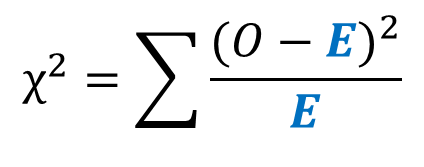 χ² = ∑ (O − E)² / E